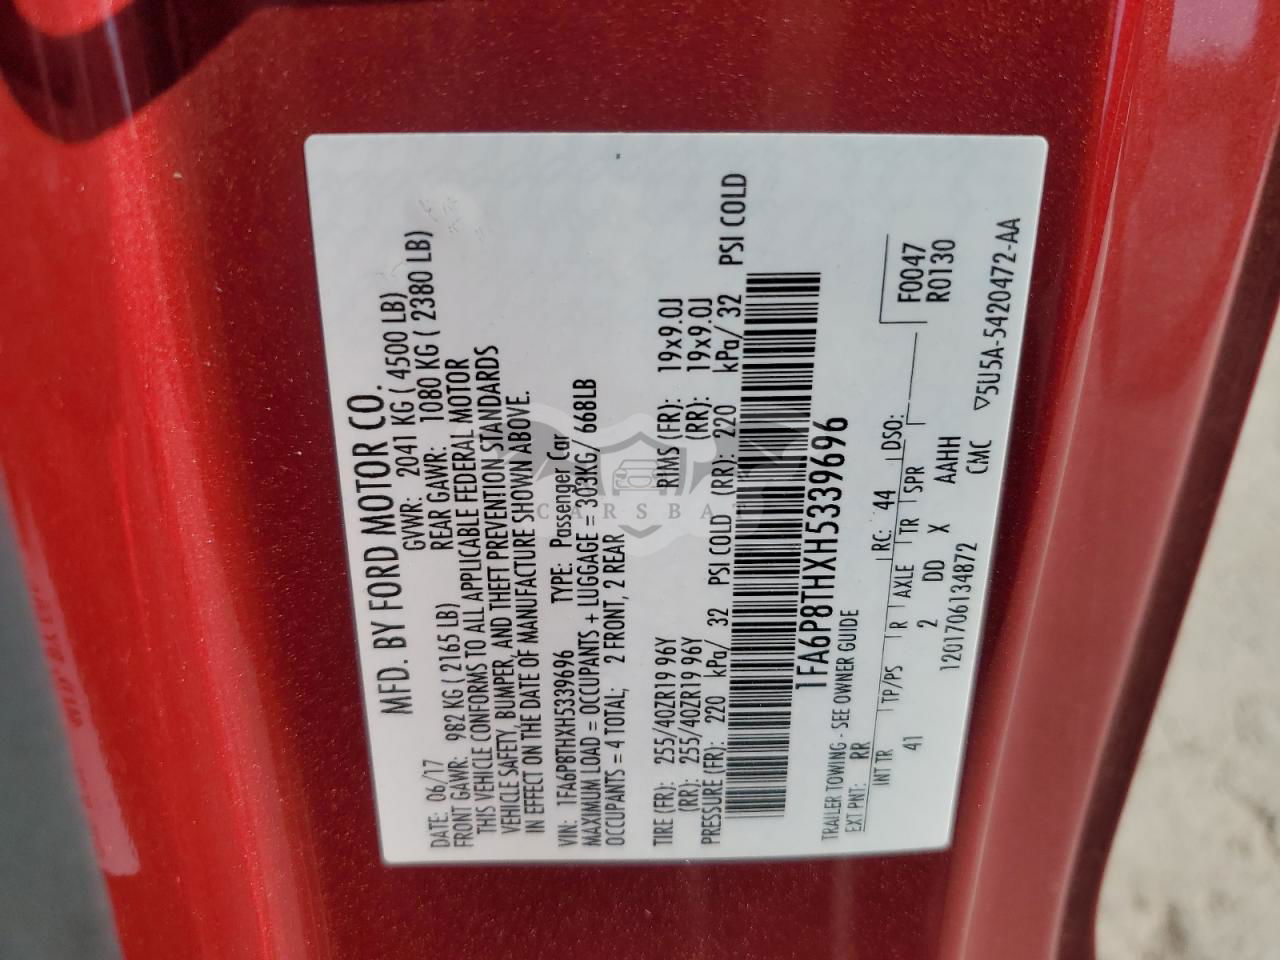 MFD. BY FORD MOTOR CO.
DATE: 06/17 GVWR: 2041 KG ( 4500 LB)
FRONT GAWR: 982 KG ( 2165 LB) REAR GAWR: 1080 KG ( 2380 LB)
THIS VEHICLE CONFORMS TO ALL APPLICABLE FEDERAL MOTOR
VEHICLE SAFETY, BUMPER, AND THEFT PREVENTION STANDARDS
IN EFFECT ON THE DATE OF MANUFACTURE SHOWN ABOVE.
VIN: 1FA6P8THXH5339696 TYPE: Passenger Car
MAXIMUM LOAD = OCCUPANTS + LUGGAGE = 303KG/ 668LB
OCCUPANTS = 4 TOTAL; 2 FRONT, 2 REAR
TIRE (FR): 255/40ZR19 96Y RIMS (FR): 19x9.0J
(RR): 255/40ZR19 96Y (RR): 19x9.0J
PRESSURE (FR): 220 kPa/ 32 PSI COLD (RR): 220 kPa/ 32 PSI COLD
1FA6P8THXH5339696
TRAILER TOWING - SEE OWNER GUIDE
EXT PNT: RR RC: 44 DSO: F0047
R0130
INT TR TP/PS R AXLE TR SPR
41 2 DD X AAHH
1201706134872 CMC ▽5U5A-5420472-AA
CARSBAT